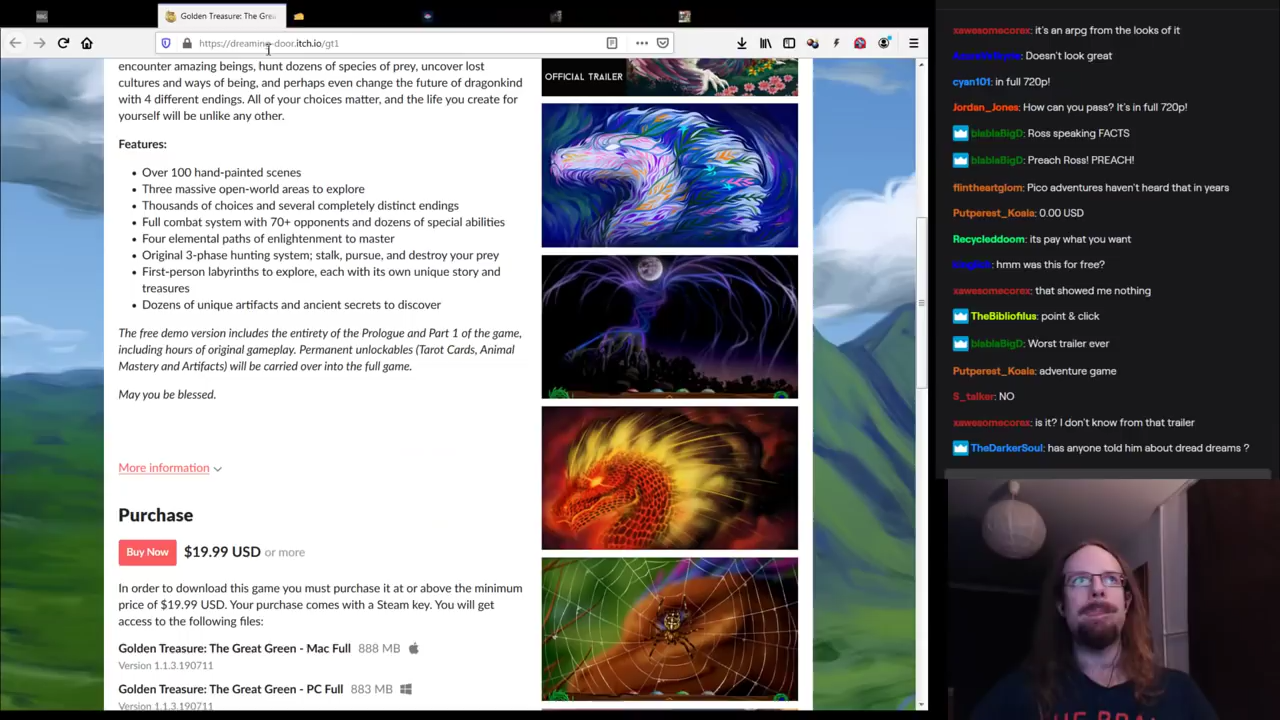 Golden Treasure: The Grea
https://dreaming-door.itch.io/gt1
encounter amazing beings, hunt dozens of species of prey, uncover lost
cultures and ways of being, and perhaps even change the future of dragonkind
with 4 different endings. All of your choices matter, and the life you create for
yourself will be unlike any other.
Features:
Over 100 hand-painted scenes
Three massive open-world areas to explore
Thousands of choices and several completely distinct endings
Full combat system with 70+ opponents and dozens of special abilities
Four elemental paths of enlightenment to master
Original 3-phase hunting system; stalk, pursue, and destroy your prey
First-person labyrinths to explore, each with its own unique story and
treasures
Dozens of unique artifacts and ancient secrets to discover
The free demo version includes the entirety of the Prologue and Part 1 of the game,
including hours of original gameplay. Permanent unlockables (Tarot Cards, Animal
Mastery and Artifacts) will be carried over into the full game.
May you be blessed.
More information
Purchase
Buy Now $19.99 USD or more
In order to download this game you must purchase it at or above the minimum
price of $19.99 USD. Your purchase comes with a Steam key. You will get
access to the following files:
Golden Treasure: The Great Green - Mac Full 888 MB
Version 1.1.3.190711
Golden Treasure: The Great Green - PC Full 883 MB
Version 1.1.3.190711
OFFICIAL TRAILER
xawesomecorex: it's an arpg from the looks of it
Doesn't look great
cyan101: in full 720p!
Jordan_Jones: How can you pass? It's in full 720p!
blablaBigD: Ross speaking FACTS
blablaBigD: Preach Ross! PREACH!
flintheartglom: Pico adventures haven't heard that in years
Putperest_Koala: 0.00 USD
Recycleddoom: its pay what you want
hmm was this for free?
xawesomecorex: that showed me nothing
TheBibliofilus: point & click
blablaBigD: Worst trailer ever
Putperest_Koala: adventure game
S_talker: NO
xawesomecorex: is it? I don't know from that trailer
TheDarkerSoul: has anyone told him about dread dreams ?